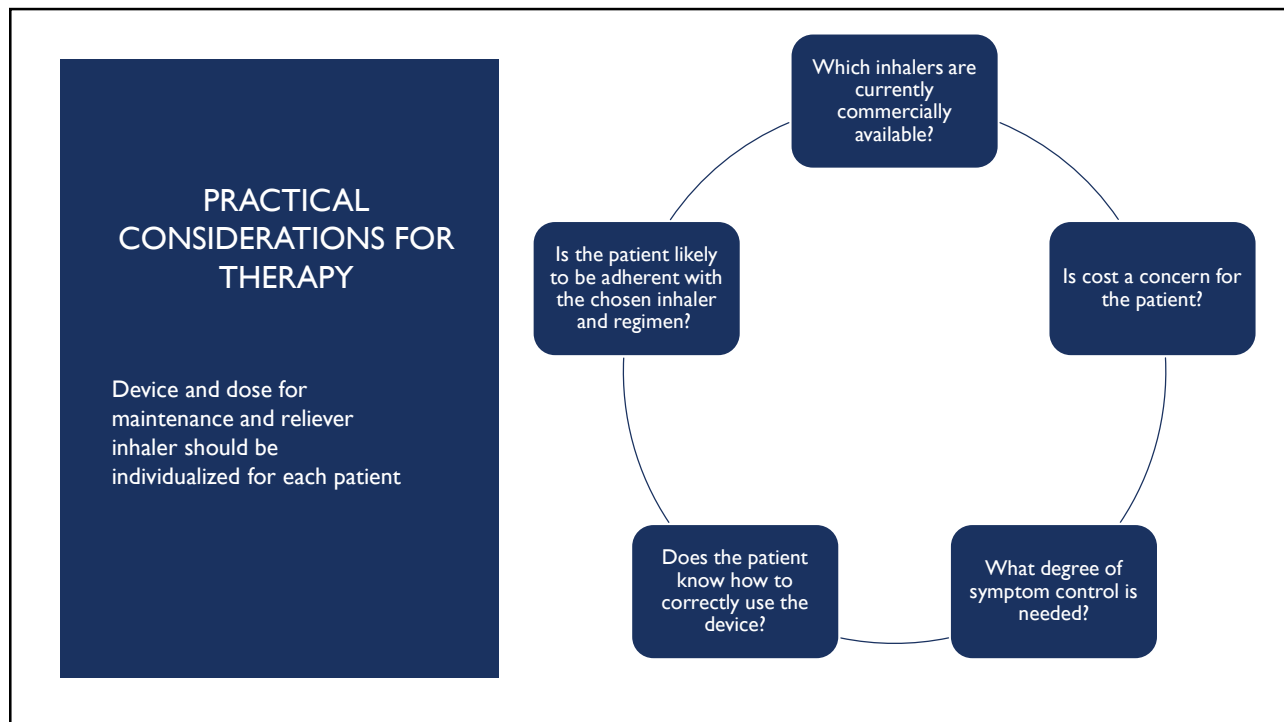 PRACTICAL
CONSIDERATIONS FOR
THERAPY
Device and dose for
maintenance and reliever
inhaler should be
individualized for each patient
Which inhalers are
currently
commercially
available?
Is cost a concern for
the patient?
What degree of
symptom control is
needed?
Does the patient
know how to
correctly use the
device?
Is the patient likely
to be adherent with
the chosen inhaler
and regimen?